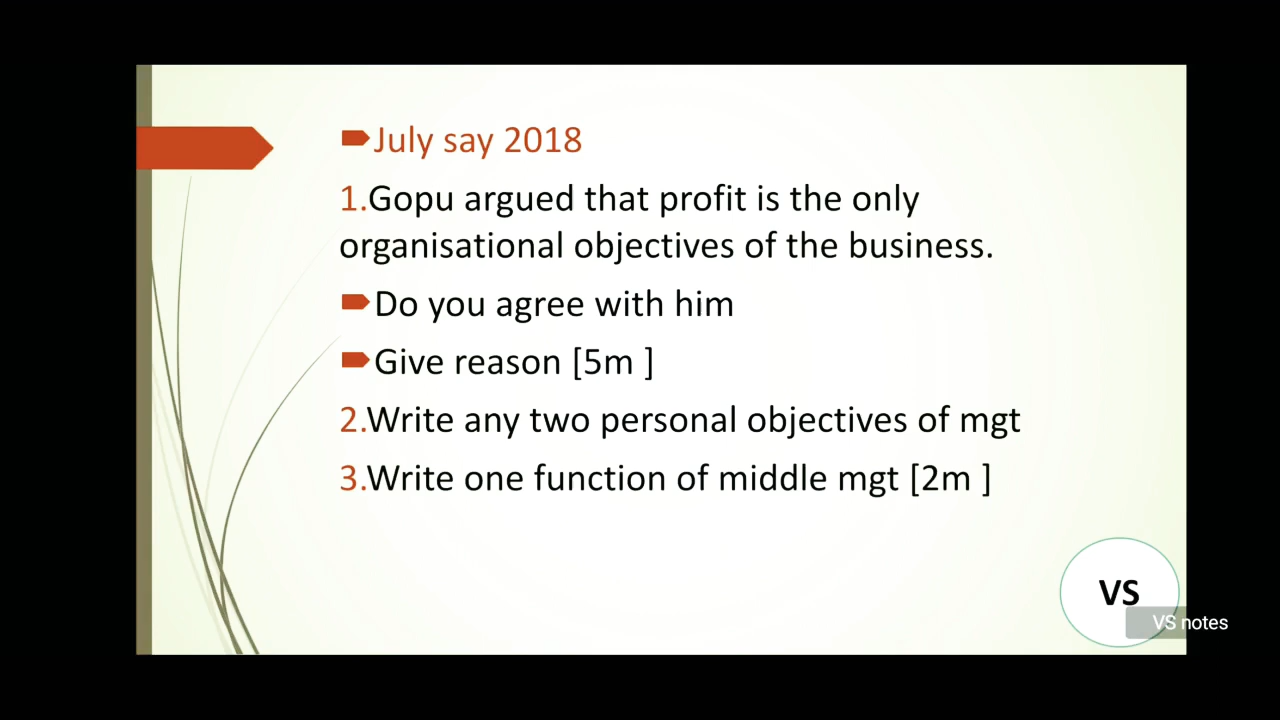 July say 2018
1.Gopu argued that profit is the only
organisational objectives of the business.
Do you agree with him
Give reason [5m ]
2.Write any two personal objectives of mgt
3.Write one function of middle mgt [2m ]
VS
VS notes